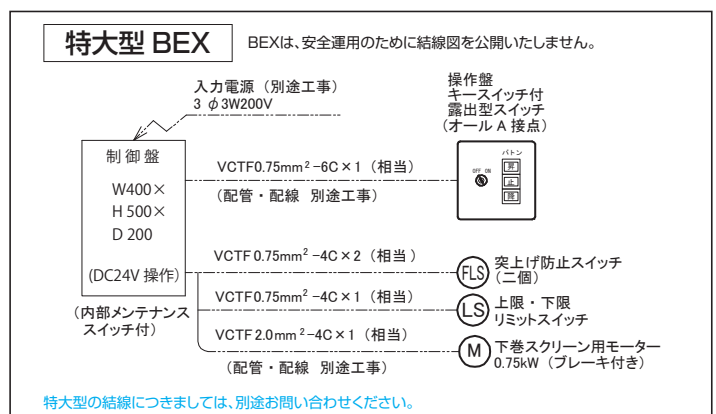 特大型 BEX
BEXは、安全運用のために結線図を公開いたしません。
入力電源（別途工事）
3 φ3W200V
操作盤
キースイッチ付
露出型スイッチ
（オール A 接点）
制 御 盤
W400×
H 500×
D 200
(DC24V 操作)
（内部メンテナンス
スイッチ付）
VCTF0.75mm²-6C×1（相当）
（配管・配線 別途工事）
バトン
OFF ON
昇
止
降
VCTF0.75mm²-4C×2（相当）
FLS
突上げ防止スイッチ
（二個）
VCTF0.75mm²-4C×1（相当）
LS
上限・下限
リミットスイッチ
VCTF2.0mm²-4C×1（相当）
M
下巻スクリーン用モーター
0.75kW（ブレーキ付き）
（配管・配線 別途工事）
特大型の結線につきましては、別途お問い合わせください。